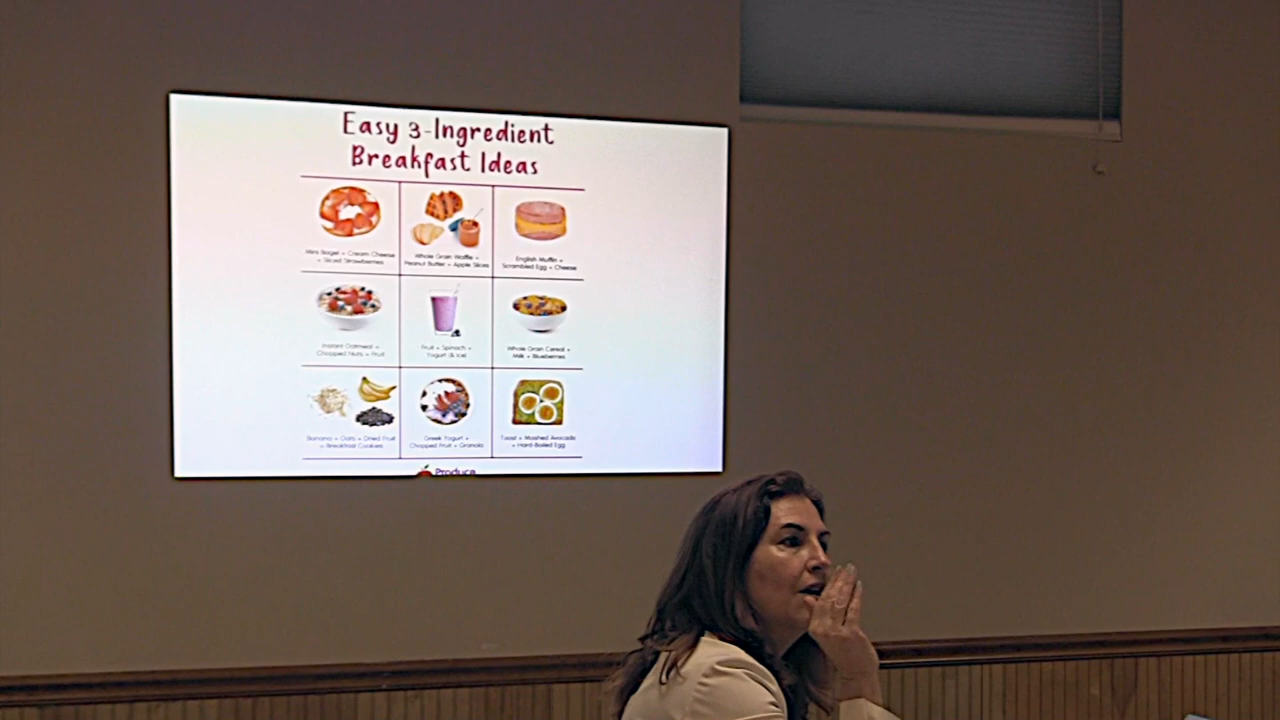 Easy 3-Ingredient
Breakfast Ideas
Mini Bagel + Cream Cheese
+ Sliced Strawberries
Whole Grain Waffle +
Peanut Butter + Apple Slices
English Muffin +
Scrambled Egg + Cheese
Instant Oatmeal +
Chopped Nuts + Fruit
Fruit + Spinach +
Yogurt (& Ice)
Whole Grain Cereal +
Milk + Blueberries
Banana + Oats + Dried Fruit
= Breakfast Cookies
Greek Yogurt +
Chopped Fruit + Granola
Toast + Mashed Avocado
+ Hard-Boiled Egg
Produce